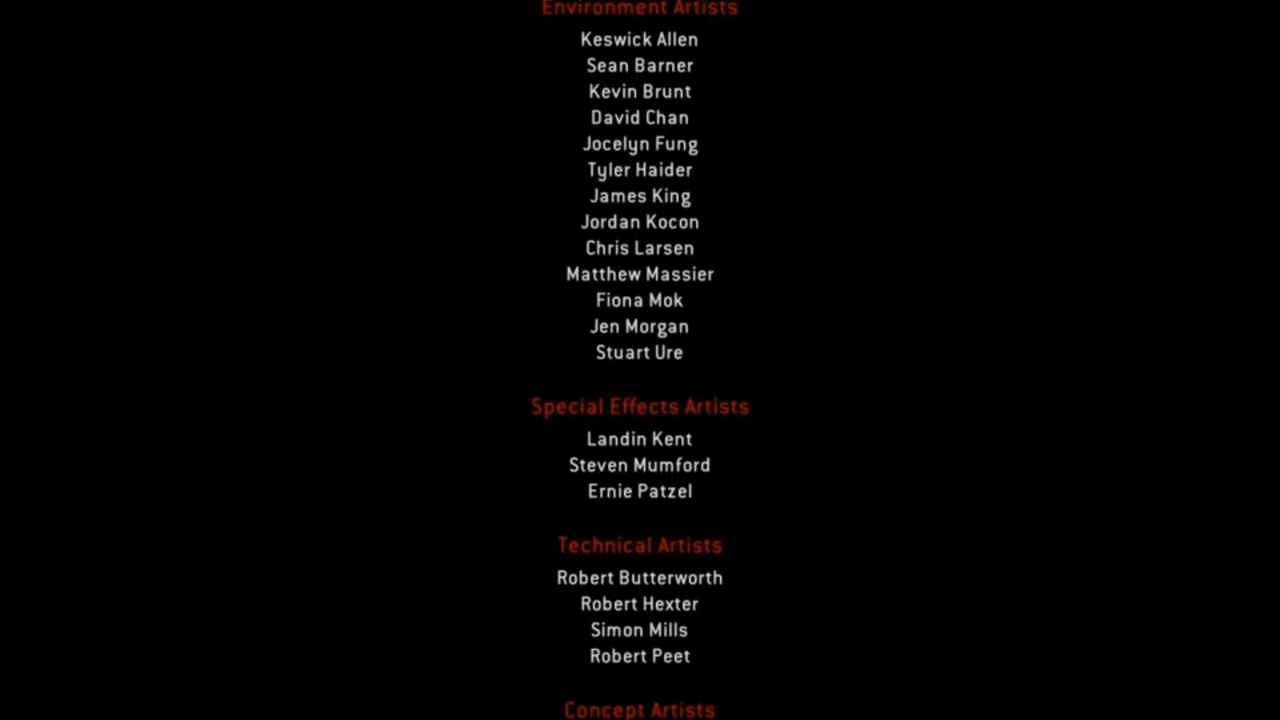 Environment Artists
Keswick Allen
Sean Barner
Kevin Brunt
David Chan
Jocelyn Fung
Tyler Haider
James King
Jordan Kocon
Chris Larsen
Matthew Massier
Fiona Mok
Jen Morgan
Stuart Ure
Special Effects Artists
Landin Kent
Steven Mumford
Ernie Patzel
Technical Artists
Robert Butterworth
Robert Hexter
Simon Mills
Robert Peet
Concept Artists